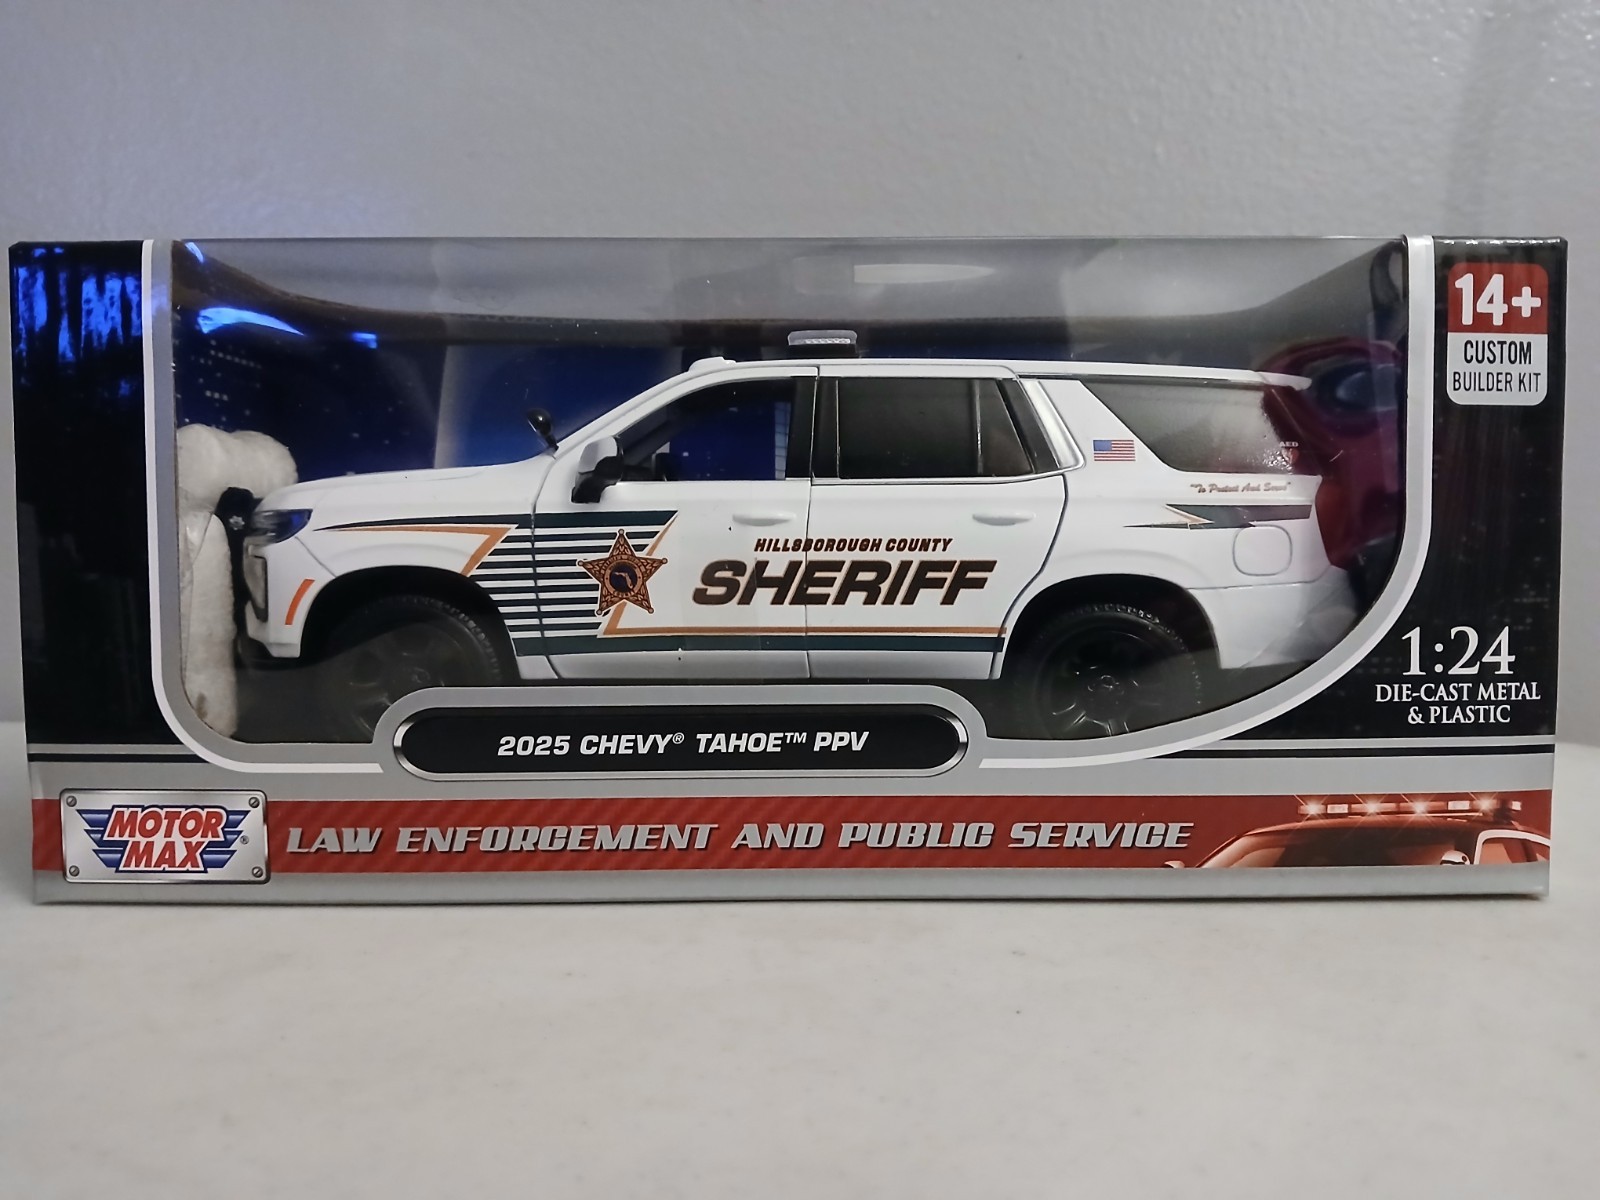 14+
CUSTOM
BUILDER KIT
AED
"To Protect And Serve"
HILLSBOROUGH COUNTY
SHERIFF
1:24
DIE-CAST METAL
& PLASTIC
2025 CHEVY® TAHOE™ PPV
MOTOR
MAX®
LAW ENFORCEMENT AND PUBLIC SERVICE